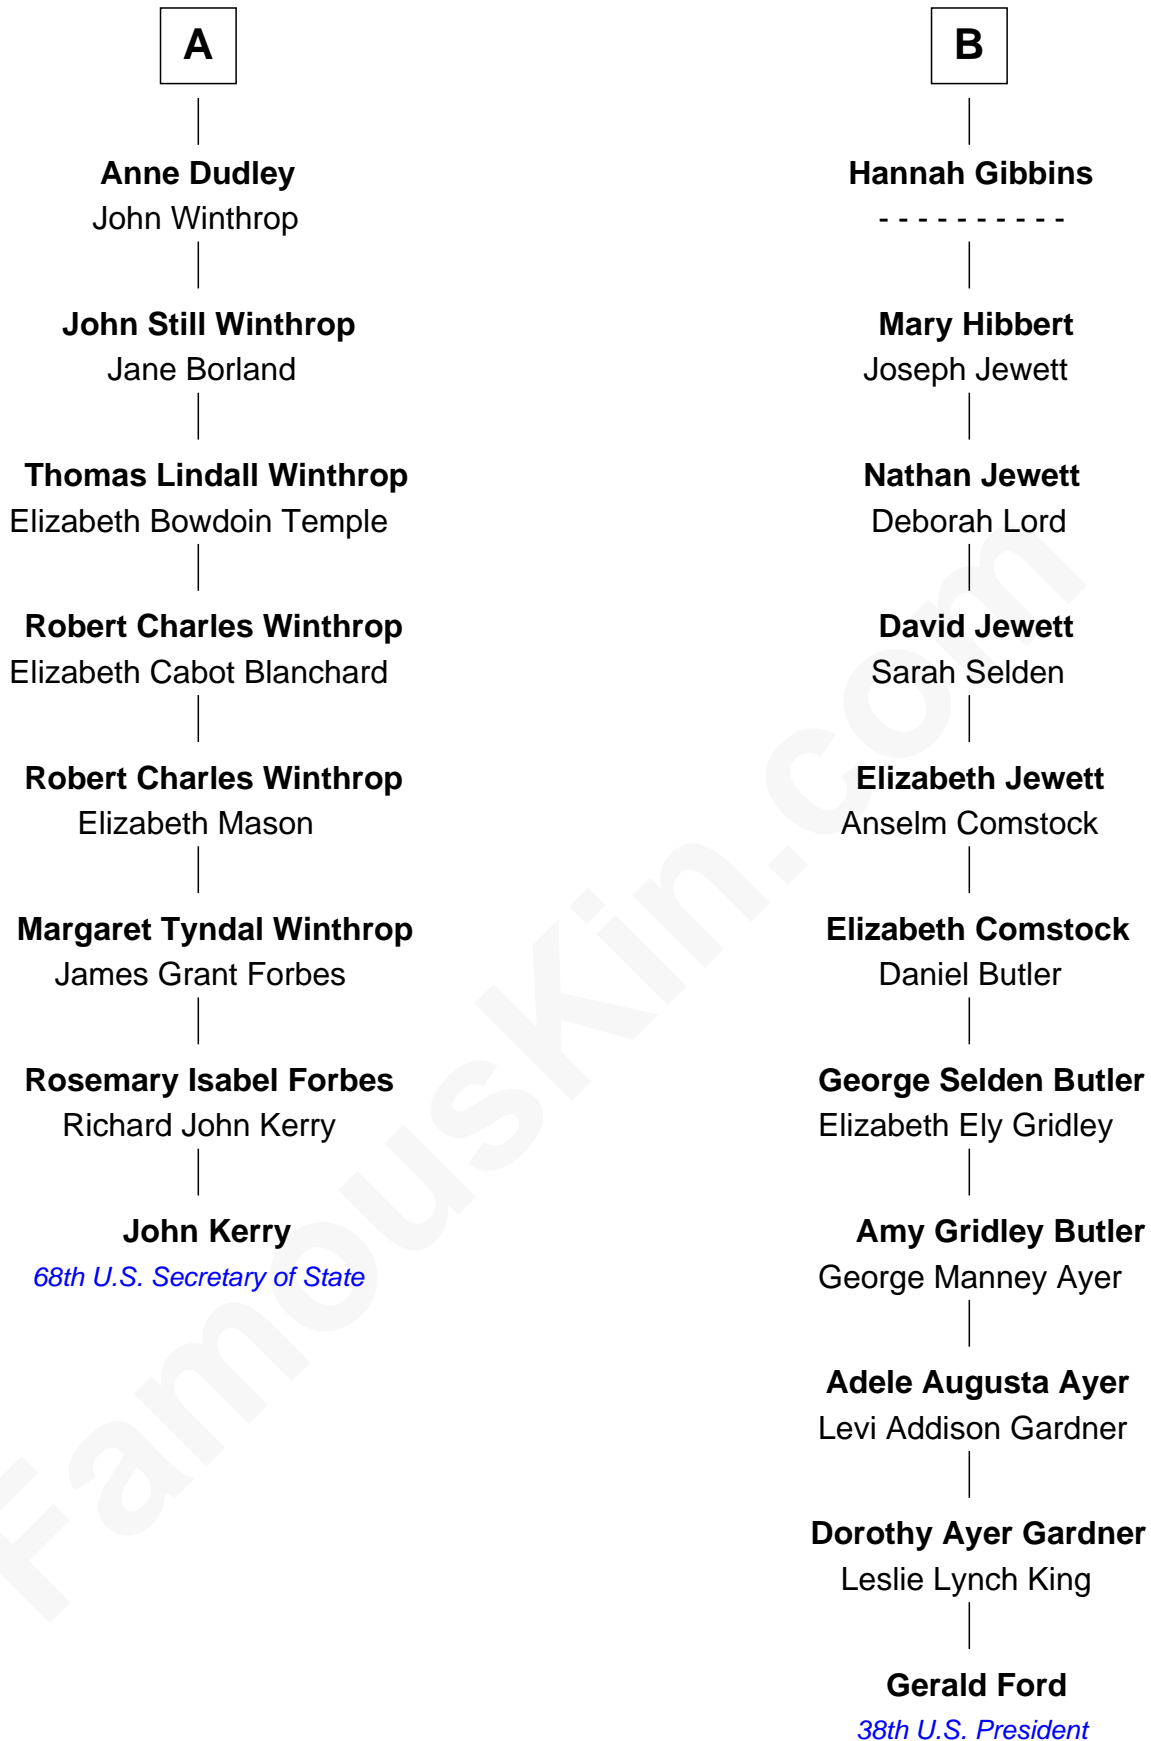 A
Anne Dudley
John Winthrop
John Still Winthrop
Jane Borland
Thomas Lindall Winthrop
Elizabeth Bowdoin Temple
Robert Charles Winthrop
Elizabeth Cabot Blanchard
Robert Charles Winthrop
Elizabeth Mason
Margaret Tyndal Winthrop
James Grant Forbes
Rosemary Isabel Forbes
Richard John Kerry
John Kerry
68th U.S. Secretary of State
B
Hannah Gibbins
- - - - - - - - - -
Mary Hibbert
Joseph Jewett
Nathan Jewett
Deborah Lord
David Jewett
Sarah Selden
Elizabeth Jewett
Anselm Comstock
Elizabeth Comstock
Daniel Butler
George Selden Butler
Elizabeth Ely Gridley
Amy Gridley Butler
George Manney Ayer
Adele Augusta Ayer
Levi Addison Gardner
Dorothy Ayer Gardner
Leslie Lynch King
Gerald Ford
38th U.S. President
FamousKin.com